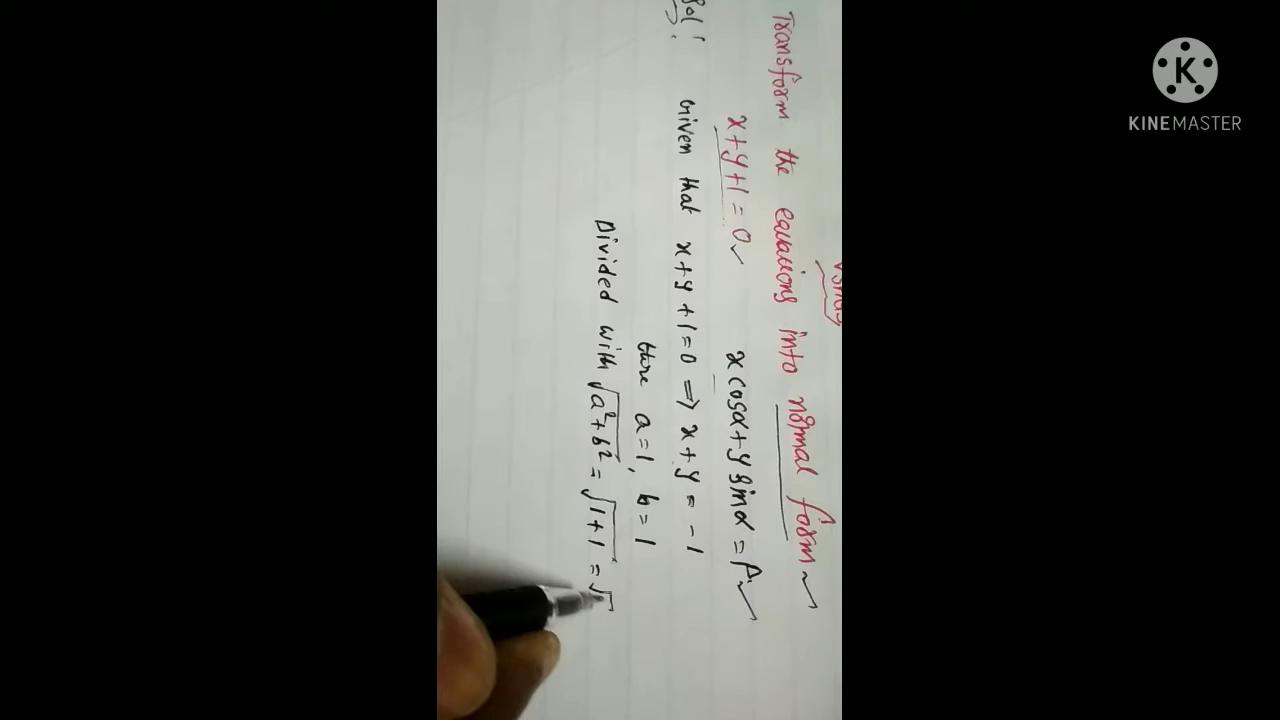 Transform the equations into normal form
x+y+1=0 x cosα+y sinα = P
Sol:
Given that x+y+1=0 ⇒ x+y = -1
here a=1, b=1
Divided with √a²+b² = √1+1 = √
KINEMASTER